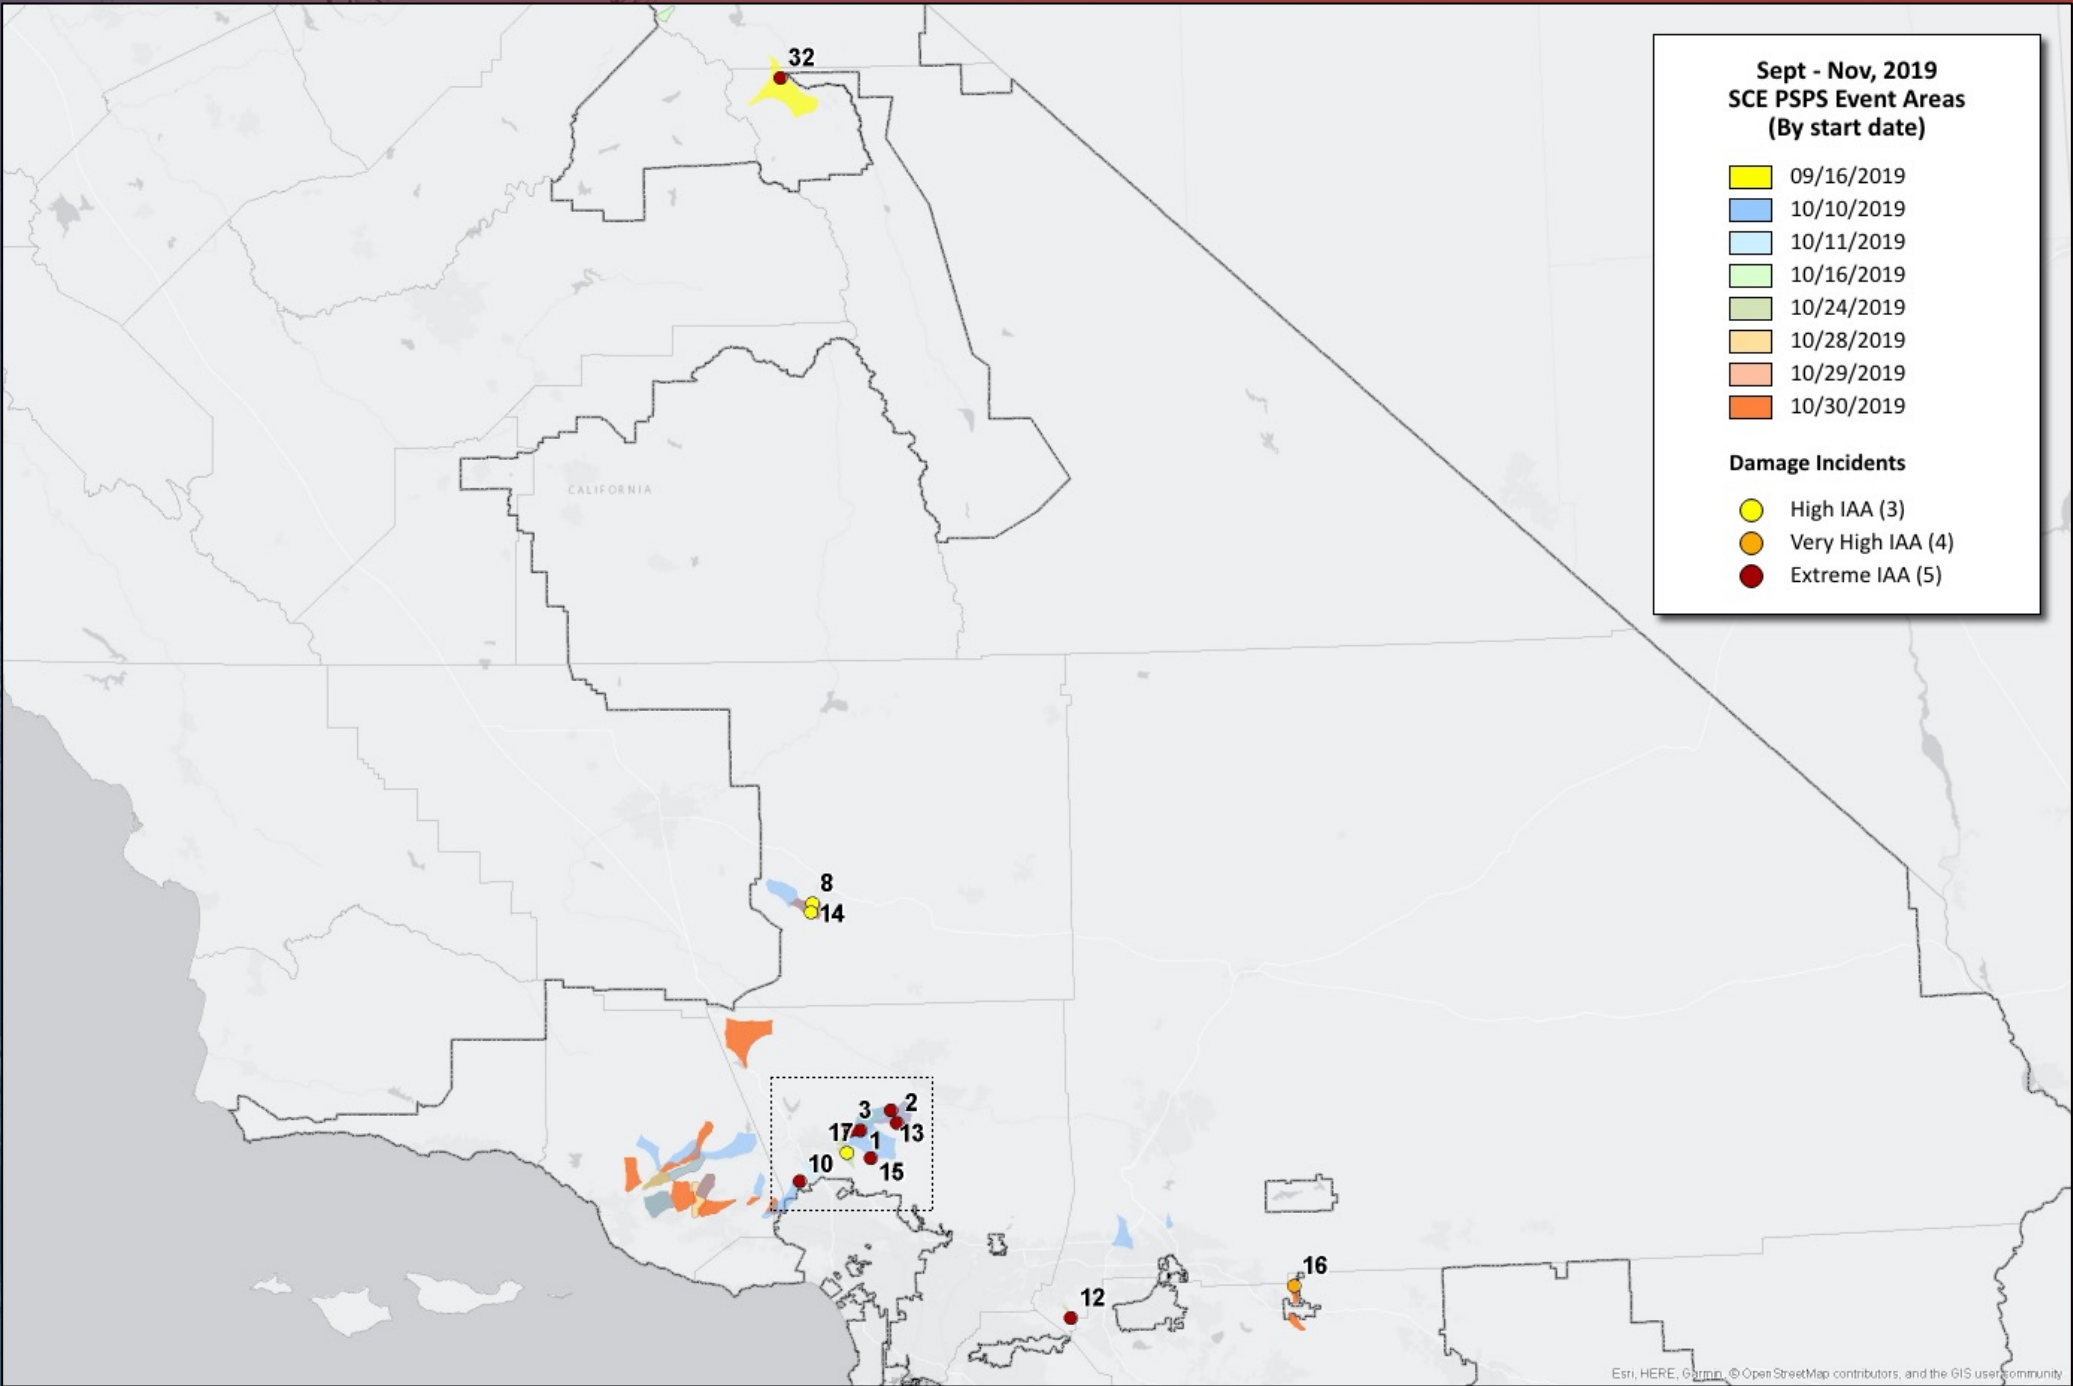 32
Sept - Nov, 2019
SCE PSPS Event Areas
(By start date)
09/16/2019
10/10/2019
10/11/2019
10/16/2019
10/24/2019
10/28/2019
10/29/2019
10/30/2019
Damage Incidents
High IAA (3)
Very High IAA (4)
Extreme IAA (5)
CALIFORNIA
8
14
3
2
17
1
13
10
15
16
12
Esri, HERE, Garmin, © OpenStreetMap contributors, and the GIS user community